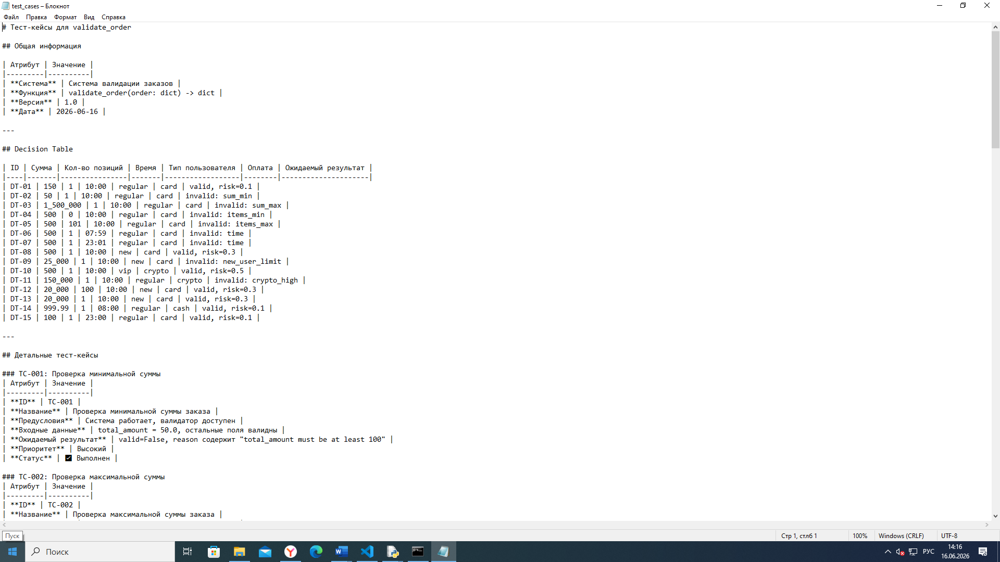 test_cases – Блокнот
Файл Правка Формат Вид Справка
# Тест-кейсы для validate_order
## Общая информация
| Атрибут | Значение |
|---------|----------|
| **Система** | Система валидации заказов |
| **Функция** | validate_order(order: dict) -> dict |
| **Версия** | 1.0 |
| **Дата** | 2026-06-16 |
---
## Decision Table
| ID | Сумма | Кол-во позиций | Время | Тип пользователя | Оплата | Ожидаемый результат |
|----|-------|----------------|-------|------------------|--------|---------------------|
| DT-01 | 150 | 1 | 10:00 | regular | card | valid, risk=0.1 |
| DT-02 | 50 | 1 | 10:00 | regular | card | invalid: sum_min |
| DT-03 | 1_500_000 | 1 | 10:00 | regular | card | invalid: sum_max |
| DT-04 | 500 | 0 | 10:00 | regular | card | invalid: items_min |
| DT-05 | 500 | 101 | 10:00 | regular | card | invalid: items_max |
| DT-06 | 500 | 1 | 07:59 | regular | card | invalid: time |
| DT-07 | 500 | 1 | 23:01 | regular | card | invalid: time |
| DT-08 | 500 | 1 | 10:00 | new | card | valid, risk=0.3 |
| DT-09 | 25_000 | 1 | 10:00 | new | card | invalid: new_user_limit |
| DT-10 | 500 | 1 | 10:00 | vip | crypto | valid, risk=0.5 |
| DT-11 | 150_000 | 1 | 10:00 | regular | crypto | invalid: crypto_high |
| DT-12 | 20_000 | 100 | 10:00 | new | card | valid, risk=0.3 |
| DT-13 | 20_000 | 1 | 10:00 | new | card | valid, risk=0.3 |
| DT-14 | 999.99 | 1 | 08:00 | regular | cash | valid, risk=0.1 |
| DT-15 | 100 | 1 | 23:00 | regular | card | valid, risk=0.1 |
---
## Детальные тест-кейсы
### TC-001: Проверка минимальной суммы
| Атрибут | Значение |
|---------|----------|
| **ID** | TC-001 |
| **Название** | Проверка минимальной суммы заказа |
| **Предусловия** | Система работает, валидатор доступен |
| **Входные данные** | total_amount = 50.0, остальные поля валидны |
| **Ожидаемый результат** | valid=False, reason содержит "total_amount must be at least 100" |
| **Приоритет** | Высокий |
| **Статус** | ✅ Выполнен |
### TC-002: Проверка максимальной суммы
| Атрибут | Значение |
|---------|----------|
| **ID** | TC-002 |
| **Название** | Проверка максимальной суммы заказа |
Пуск
Стр 1, стлб 1 100% Windows (CRLF) UTF-8
Поиск
РУС
14:16
16.06.2026